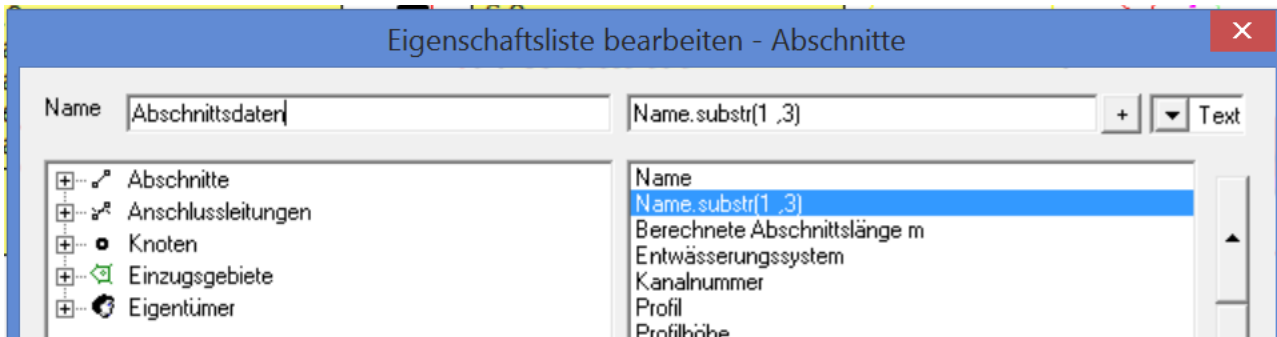 Eigenschaftsliste bearbeiten - Abschnitte
Name Abschnittsdaten Name.substr(1 ,3) + Text
Abschnitte
Anschlussleitungen
Knoten
Einzugsgebiete
Eigentümer
Name
Name.substr(1 ,3)
Berechnete Abschnittslänge m
Entwässerungssystem
Kanalnummer
Profil
Profilhöhe